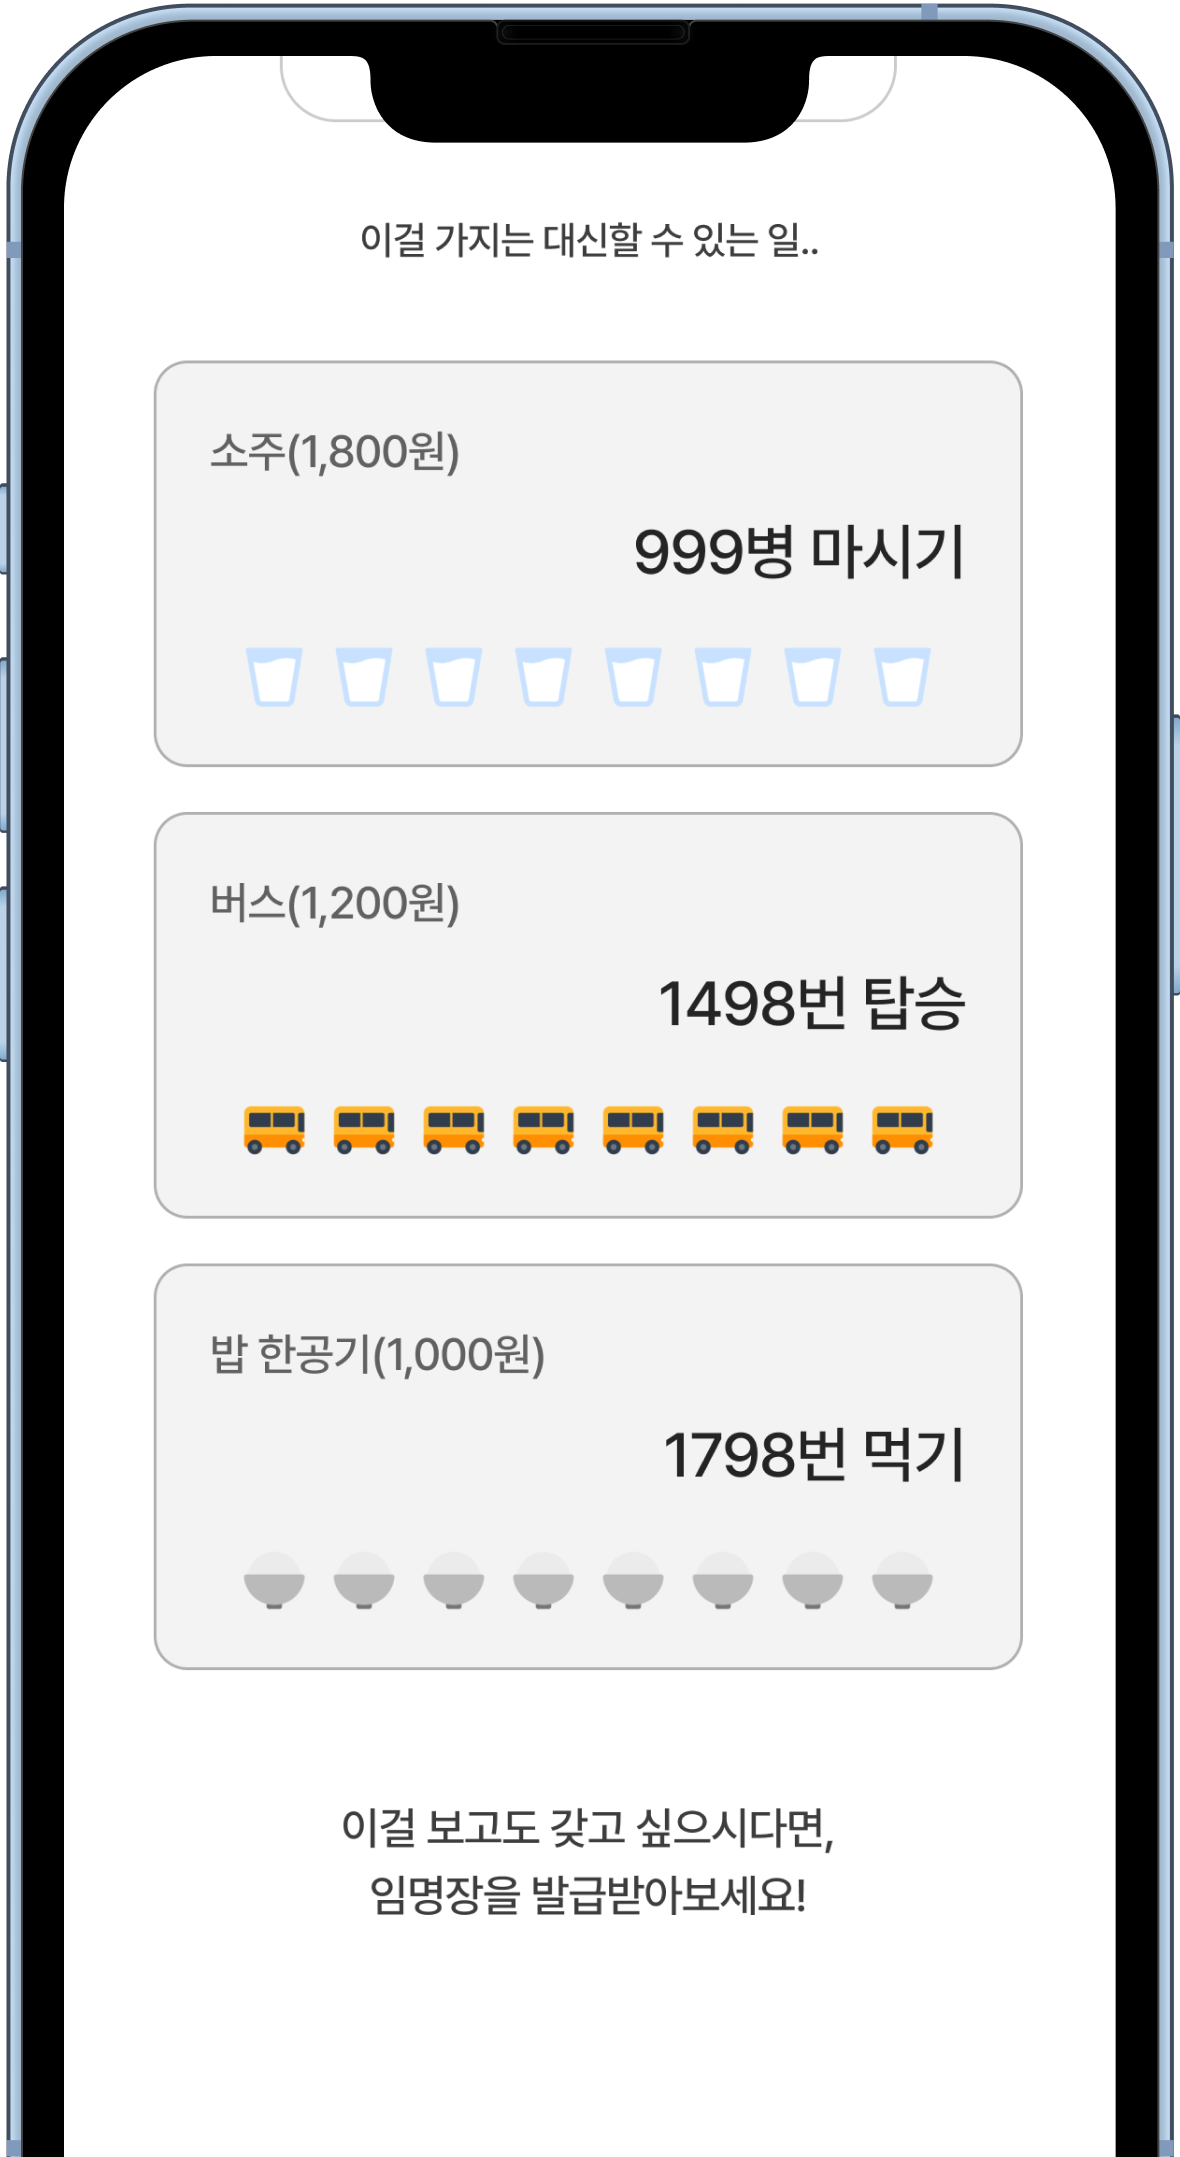 이걸 가지는 대신할 수 있는 일..
소주(1,800원)
999병 마시기
버스(1,200원)
1498번 탑승
밥 한공기(1,000원)
1798번 먹기
이걸 보고도 갖고 싶으시다면,
임명장을 발급받아보세요!